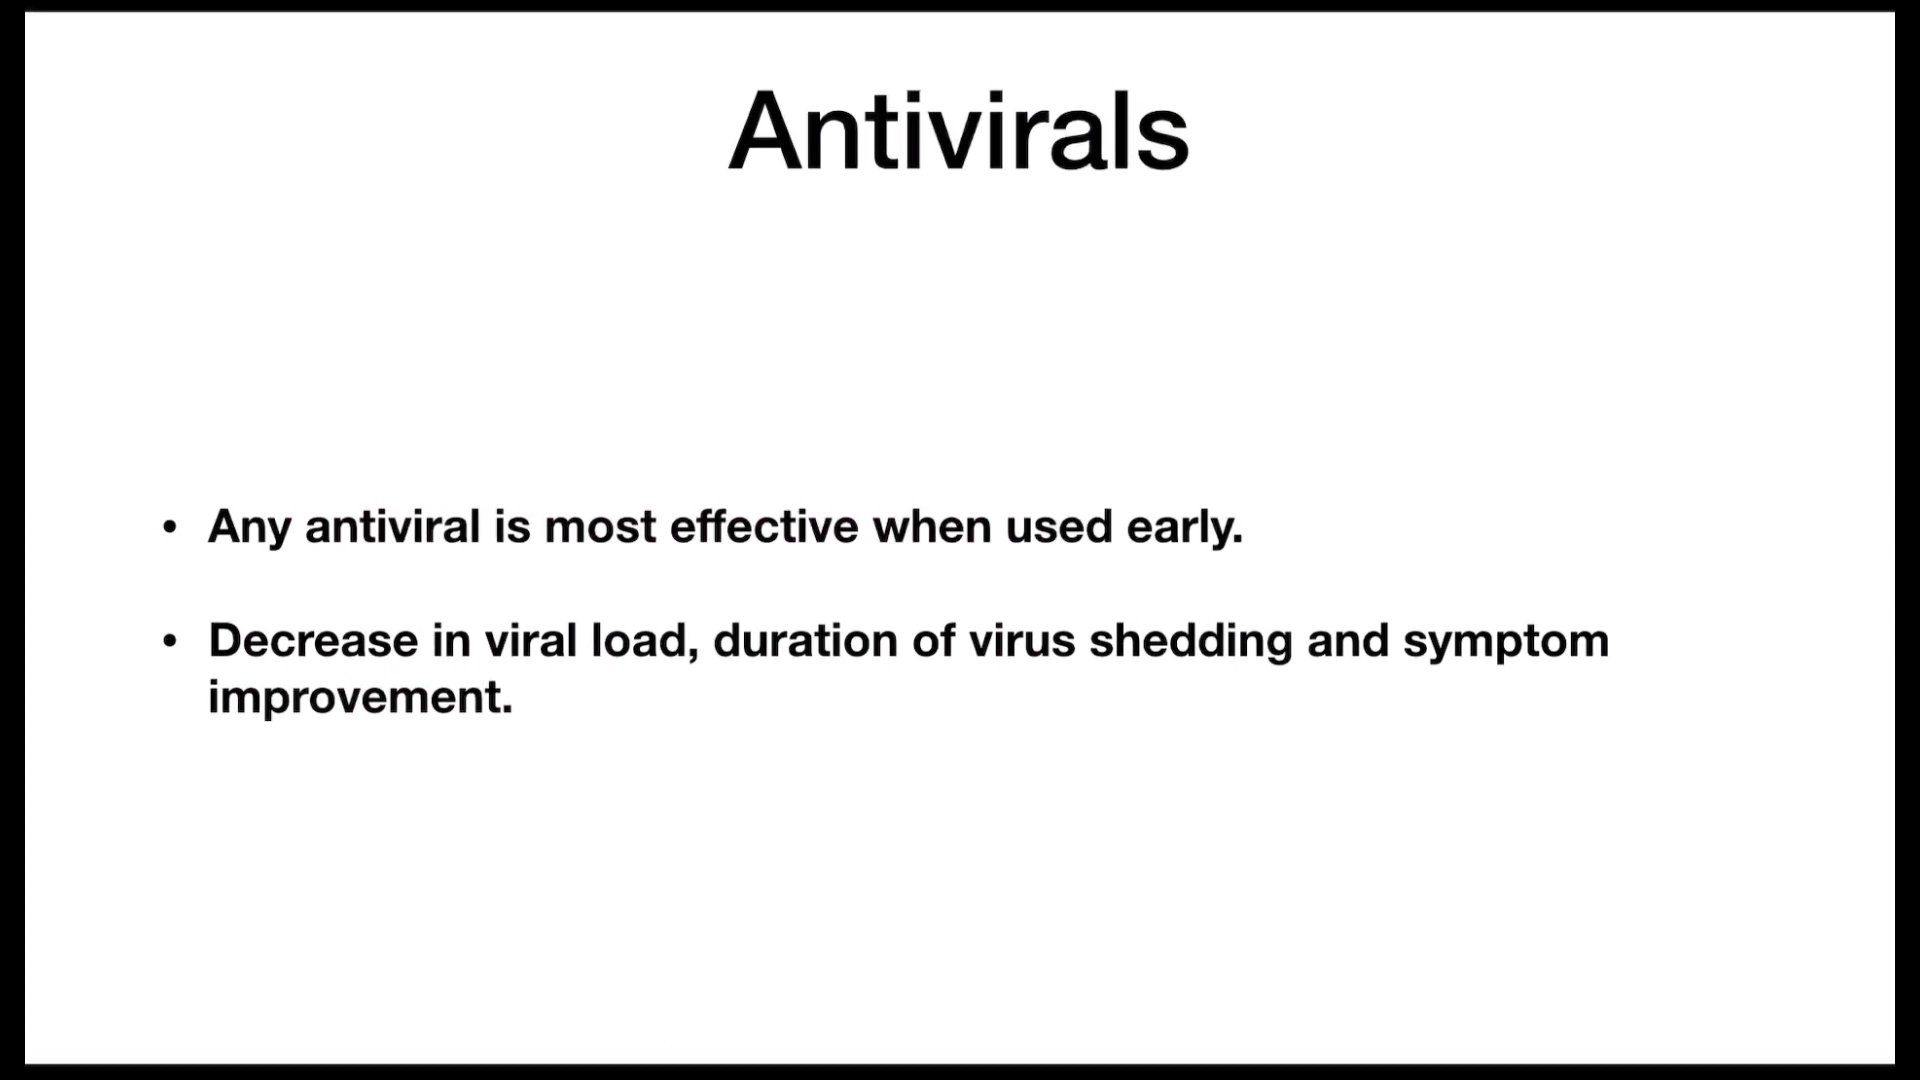 Antivirals
• Any antiviral is most effective when used early.
• Decrease in viral load, duration of virus shedding and symptom
improvement.